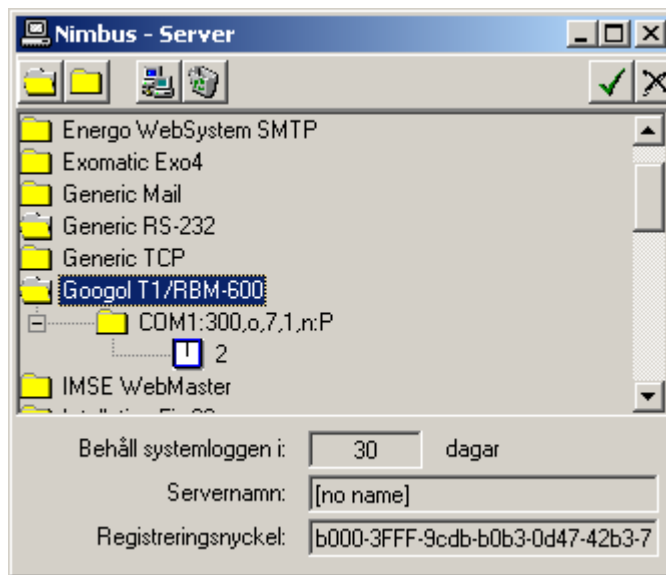 Nimbus - Server
Energo WebSystem SMTP
Exomatic Exo4
Generic Mail
Generic RS-232
Generic TCP
Googol T1/RBM-600
COM1:300,o,7,1,n:P
2
IMSE WebMaster
Behåll systemloggen i: 30 dagar
Servernamn: [no name]
Registreringsnyckel: b000-3FFF-9cdb-b0b3-0d47-42b3-7